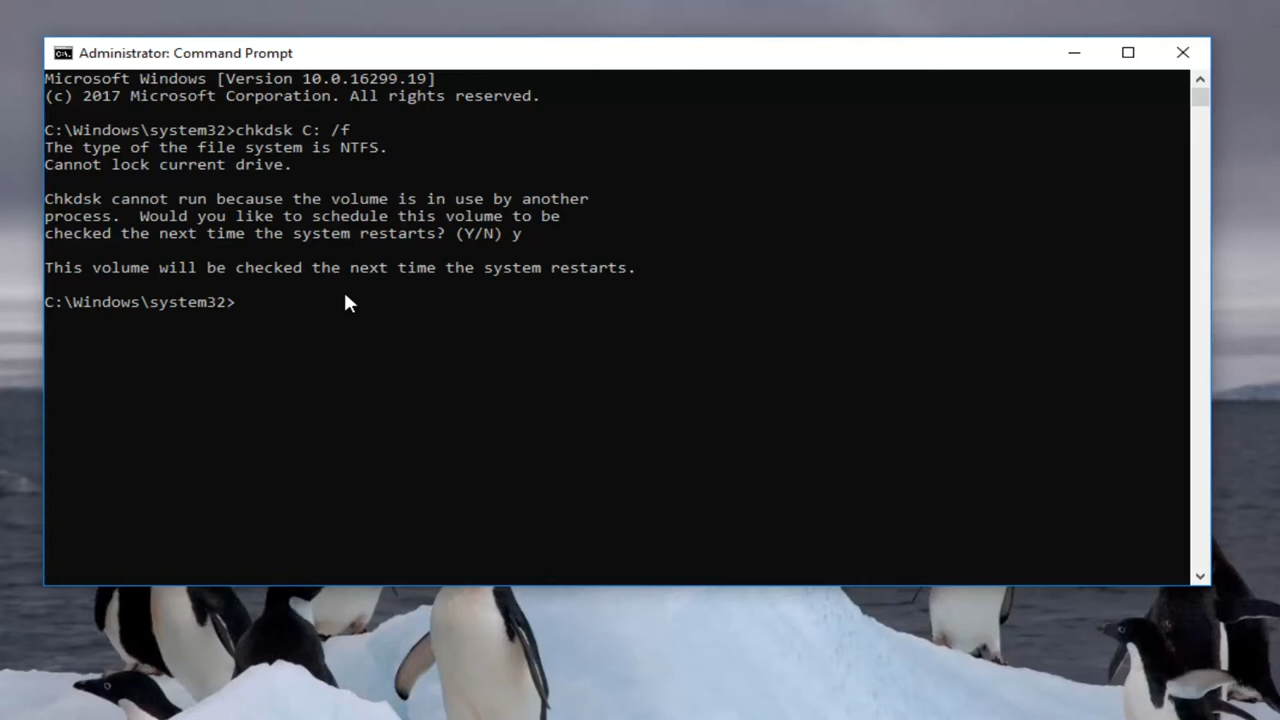 Administrator: Command Prompt
Microsoft Windows [Version 10.0.16299.19]
(c) 2017 Microsoft Corporation. All rights reserved.
C:\Windows\system32>chkdsk C: /f
The type of the file system is NTFS.
Cannot lock current drive.
Chkdsk cannot run because the volume is in use by another
process.  Would you like to schedule this volume to be
checked the next time the system restarts? (Y/N) y
This volume will be checked the next time the system restarts.
C:\Windows\system32>